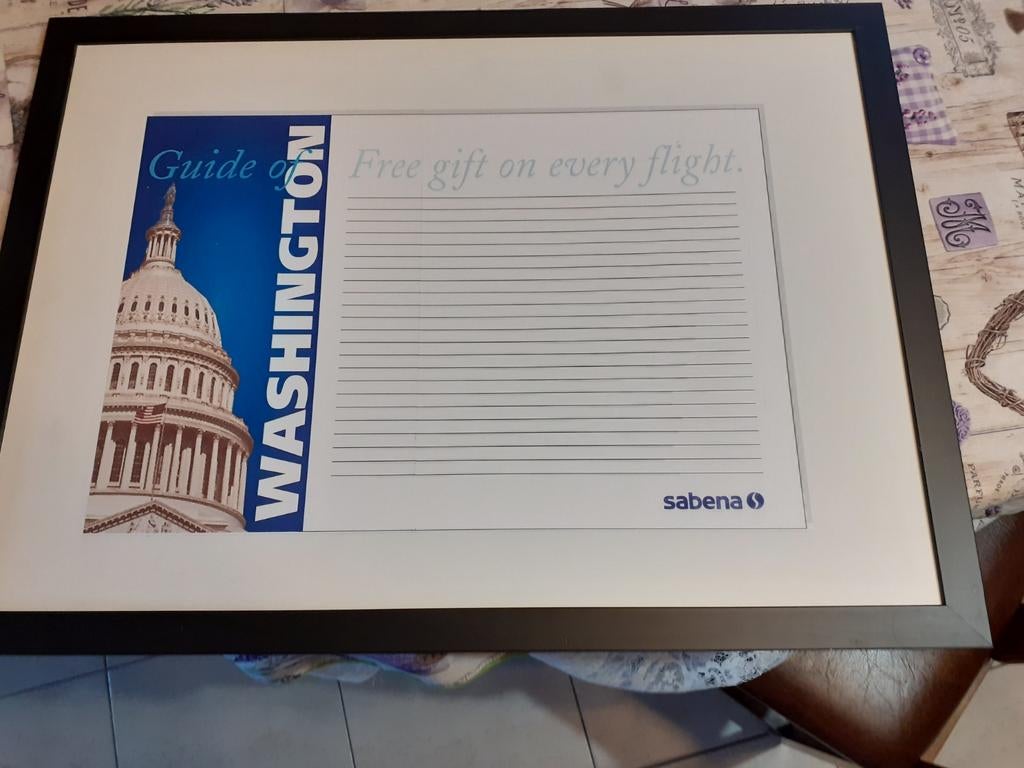 Guide of
WASHINGTON
Free gift on every flight.
sabena